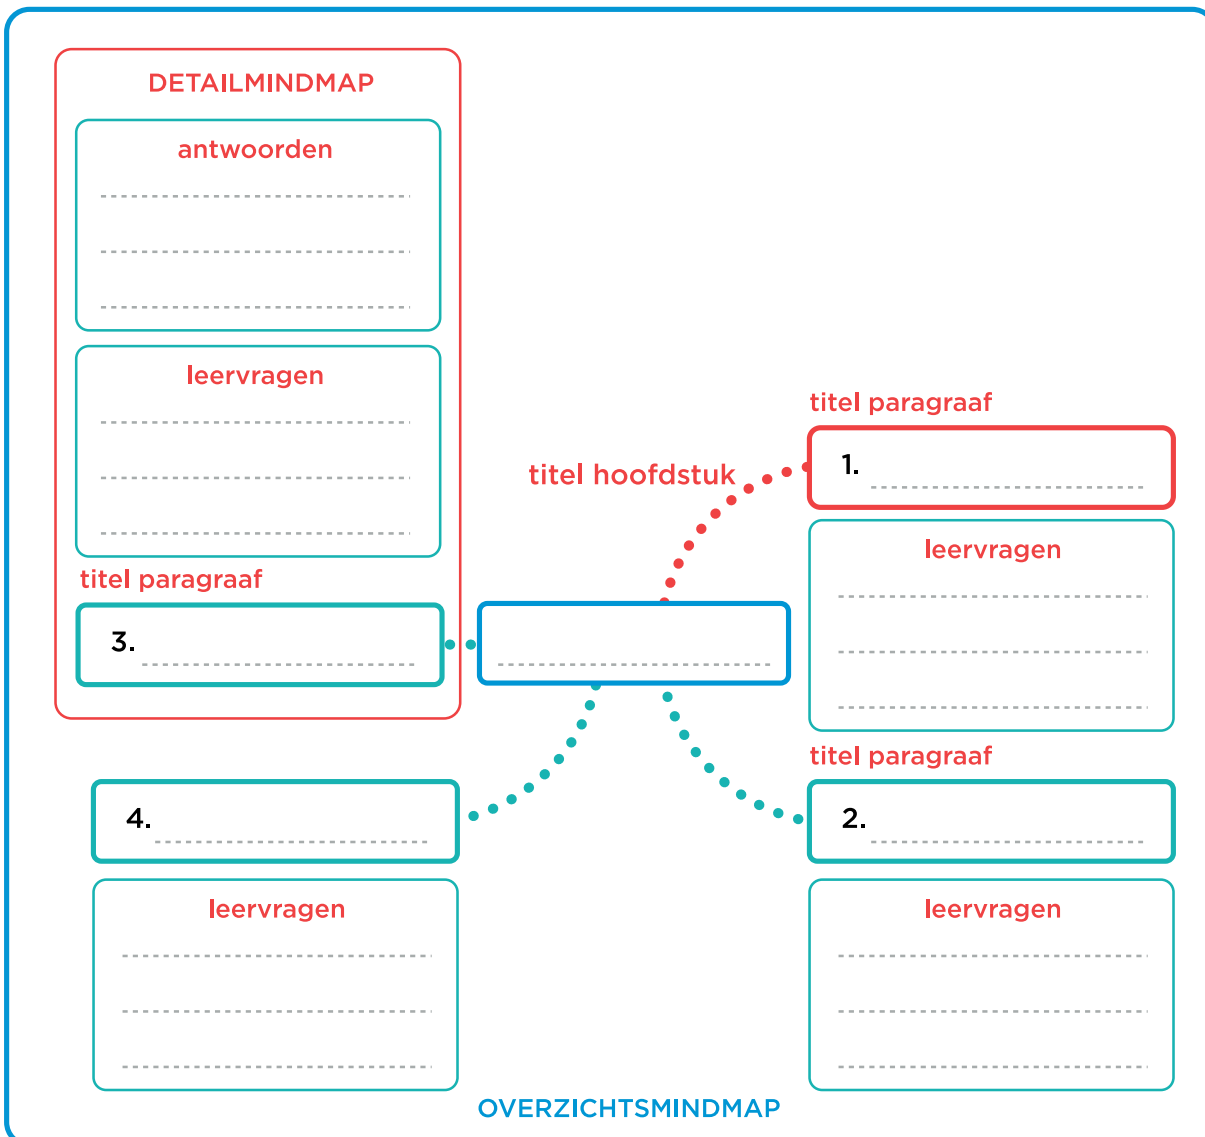 DETAILMINDMAP
antwoorden
leervragen
titel paragraaf
3.
titel hoofdstuk
titel paragraaf
1.
leervragen
titel paragraaf
2.
leervragen
4.
leervragen
OVERZICHTSMINDMAP